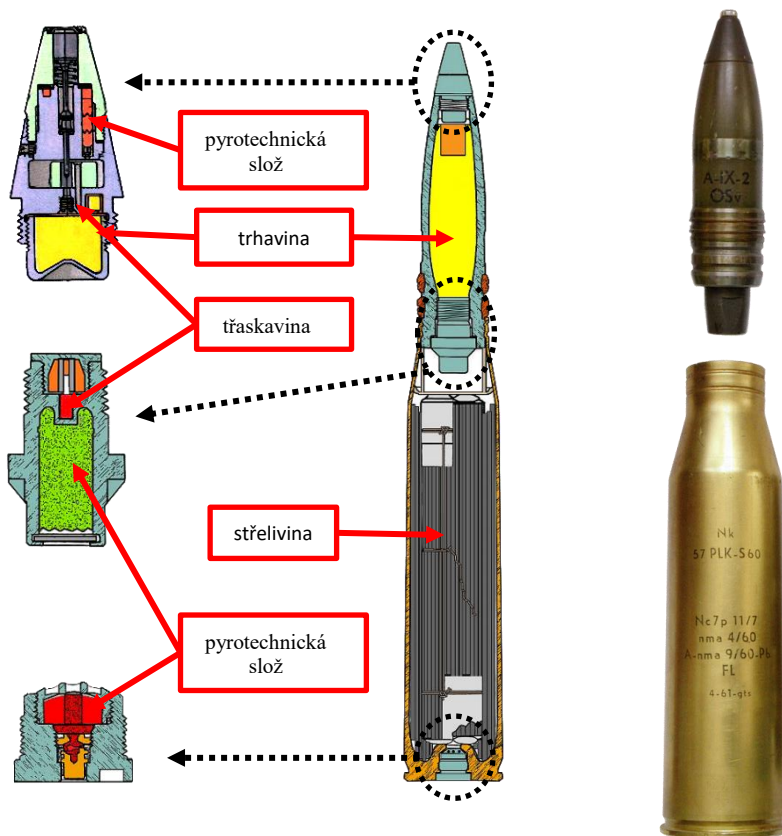 pyrotechnická
slož
trhavina
třaskavina
střelivina
pyrotechnická
slož
A-IX-2
OSv
Nk
57 PLK-S60
Nc7p 11/7
nma 4/60
A-nma 9/60-Pb
FL
4-61-gts